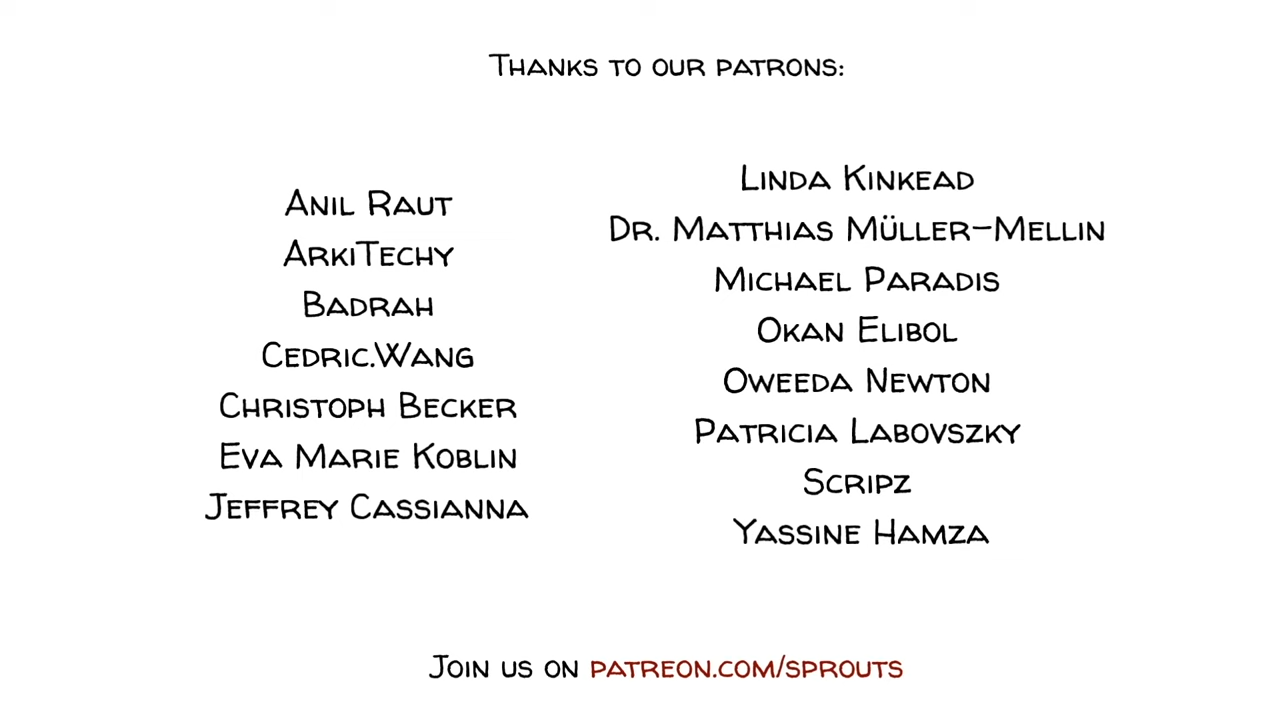 Thanks to our patrons:
Anil Raut
ArkiTechy
Badrah
Cedric.Wang
Christoph Becker
Eva Marie Koblin
Jeffrey Cassianna
Linda Kinkead
Dr. Matthias Müller-Mellin
Michael Paradis
Okan Elibol
Oweeda Newton
Patricia Labovszky
Scripz
Yassine Hamza
Join us on patreon.com/sprouts